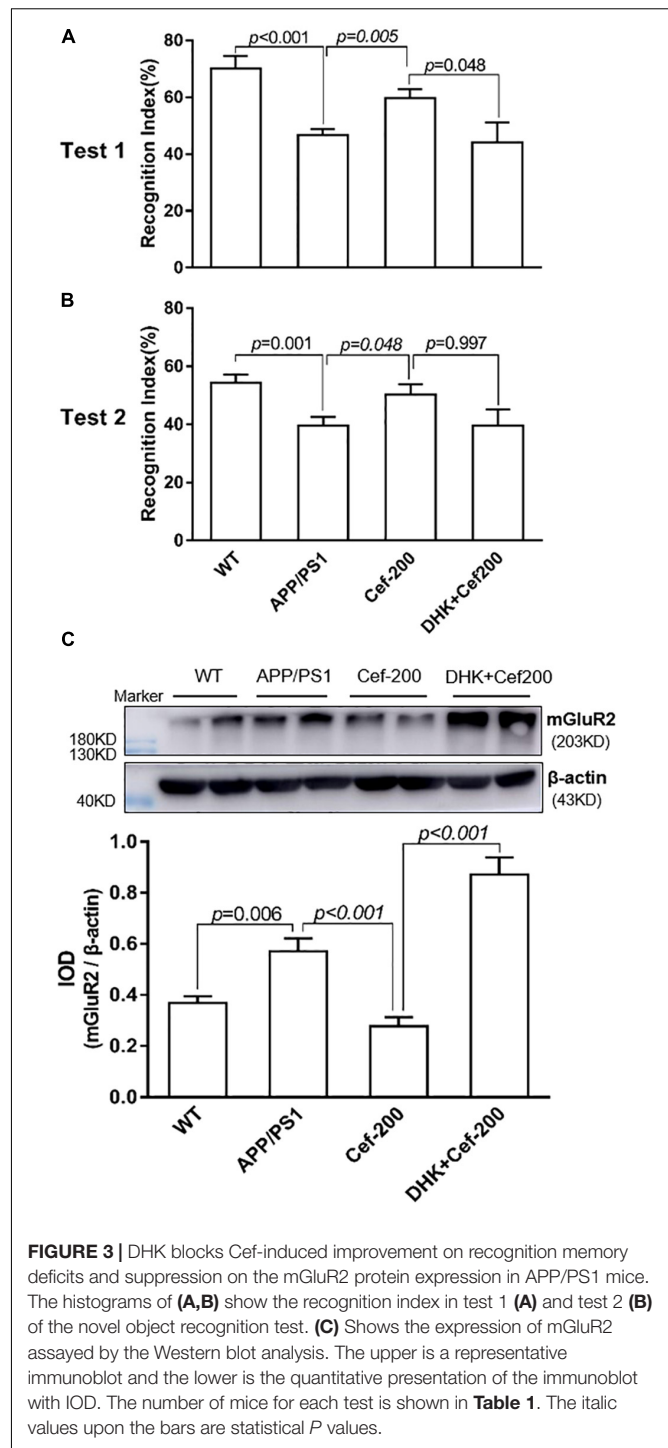 A
80
60
40
20
0
Recognition Index(%)
Test 1
p<0.001
p=0.005
p=0.048
B
80
60
40
20
0
Recognition Index(%)
Test 2
p=0.001
p=0.048
p=0.997
WT
APP/PS1
Cef-200
DHK+Cef200
C
WT
APP/PS1
Cef-200
DHK+Cef200
Marker
180KD
130KD
mGluR2
(203KD)
40KD
β-actin
(43KD)
1.0
0.8
0.6
0.4
0.2
0.0
IOD
(mGluR2 / β-actin)
p=0.006
p<0.001
p<0.001
WT
APP/PS1
Cef-200
DHK+Cef-200
FIGURE 3 | DHK blocks Cef-induced improvement on recognition memory
deficits and suppression on the mGluR2 protein expression in APP/PS1 mice.
The histograms of (A,B) show the recognition index in test 1 (A) and test 2 (B)
of the novel object recognition test. (C) Shows the expression of mGluR2
assayed by the Western blot analysis. The upper is a representative
immunoblot and the lower is the quantitative presentation of the immunoblot
with IOD. The number of mice for each test is shown in Table 1. The italic
values upon the bars are statistical P values.